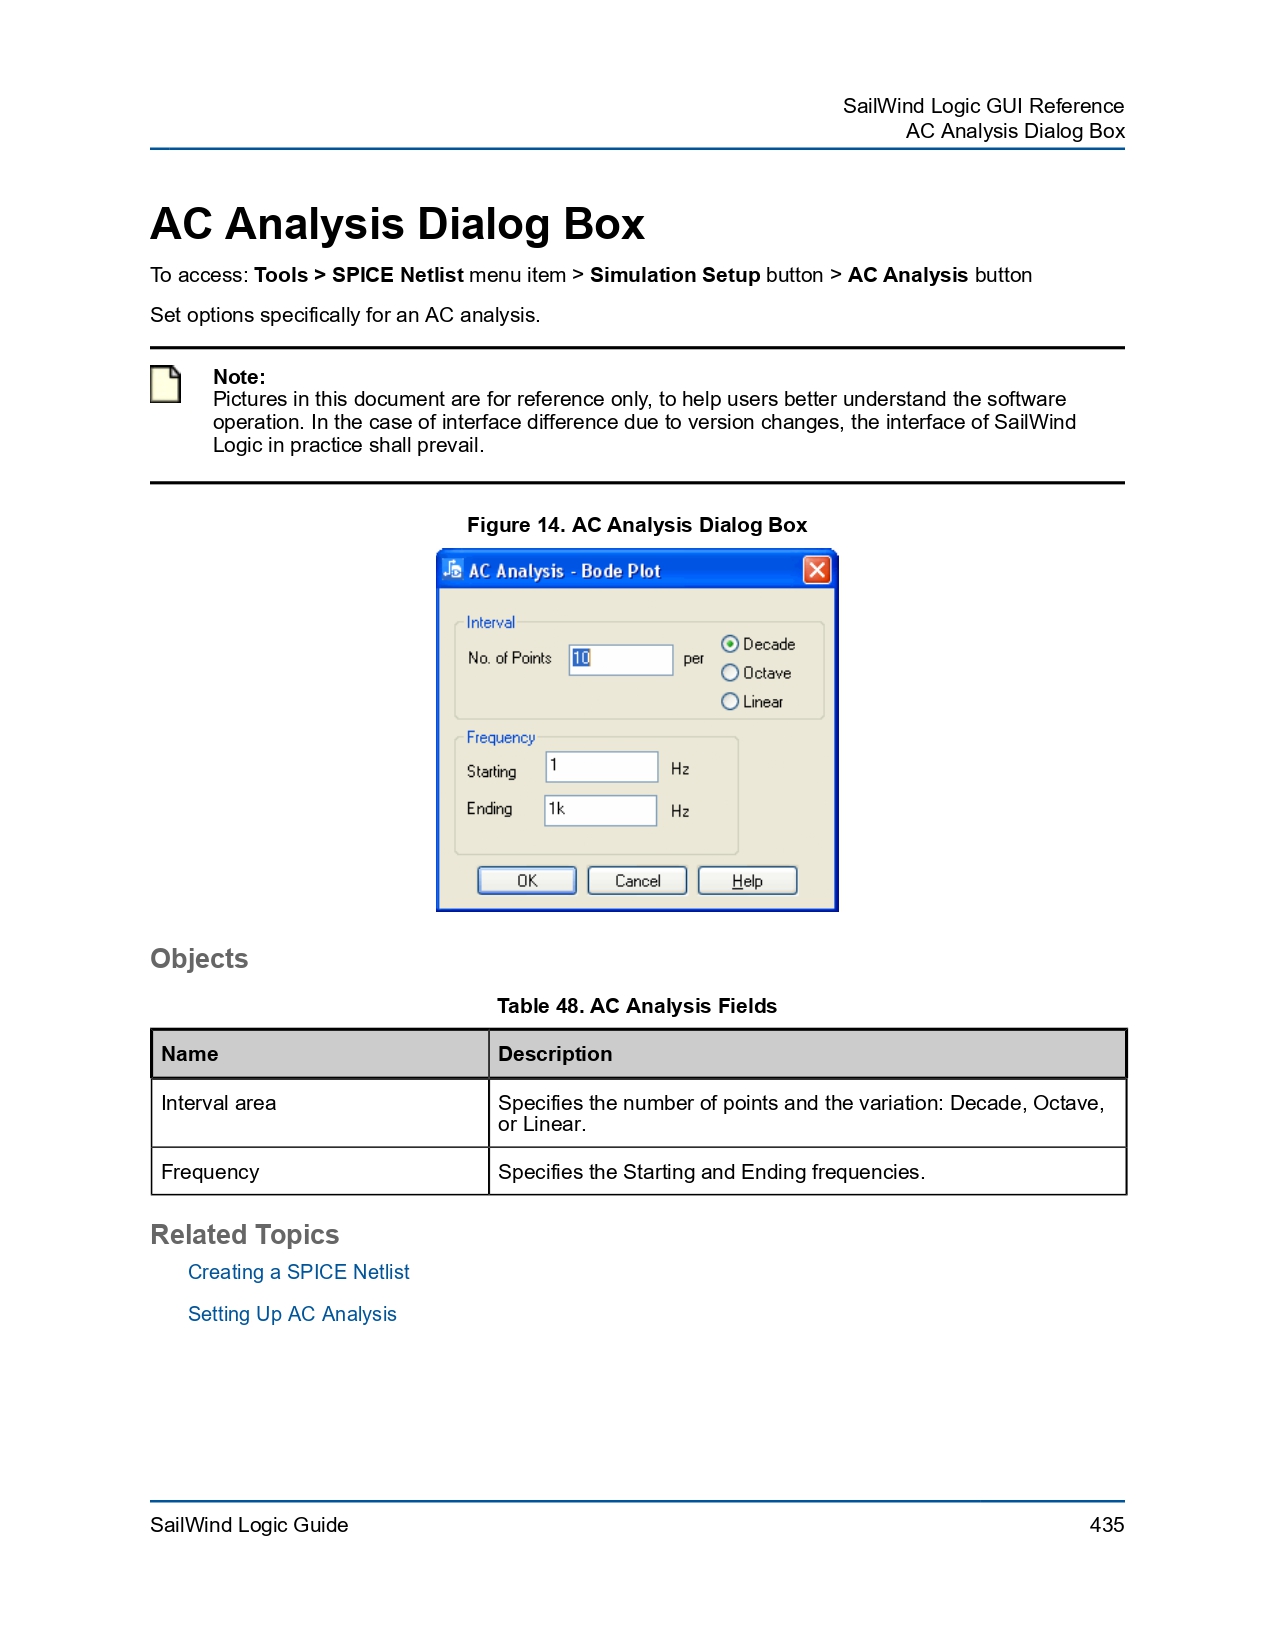 SailWind Logic GUI Reference
AC Analysis Dialog Box
AC Analysis Dialog Box
To access: Tools > SPICE Netlist menu item > Simulation Setup button > AC Analysis button
Set options specifically for an AC analysis.
Note:
Pictures in this document are for reference only, to help users better understand the software
operation. In the case of interface difference due to version changes, the interface of SailWind
Logic in practice shall prevail.
Figure 14. AC Analysis Dialog Box
AC Analysis - Bode Plot
Interval
No. of Points 10 per
Decade
Octave
Linear
Frequency
Starting 1 Hz
Ending 1k Hz
OK Cancel Help
Objects
Table 48. AC Analysis Fields
Name Description
Interval area Specifies the number of points and the variation: Decade, Octave,
or Linear.
Frequency Specifies the Starting and Ending frequencies.
Related Topics
Creating a SPICE Netlist
Setting Up AC Analysis
SailWind Logic Guide 435